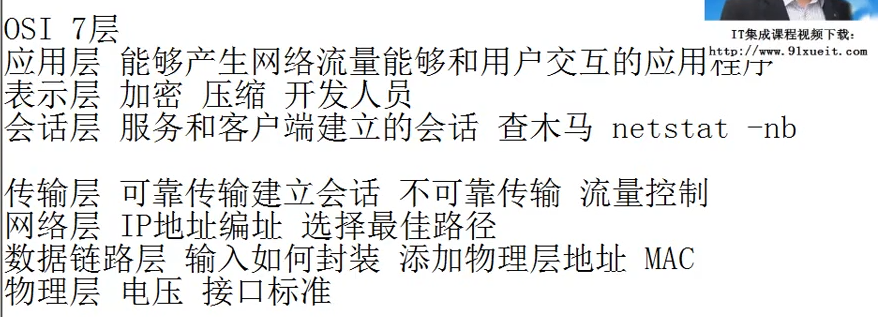 OSI 7层
应用层 能够产生网络流量能够和用户交互的应用程序
表示层 加密 压缩 开发人员
会话层 服务和客户端建立的会话 查木马 netstat -nb
传输层 可靠传输建立会话 不可靠传输 流量控制
网络层 IP地址编址 选择最佳路径
数据链路层 输入如何封装 添加物理层地址 MAC
物理层 电压 接口标准
IT集成课程视频下载:
http://www.91xueit.com